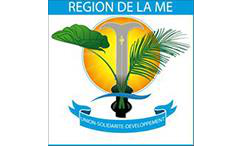 REGION DE LA ME
UNION-SOLIDARITE-DEVELOPPEMENT